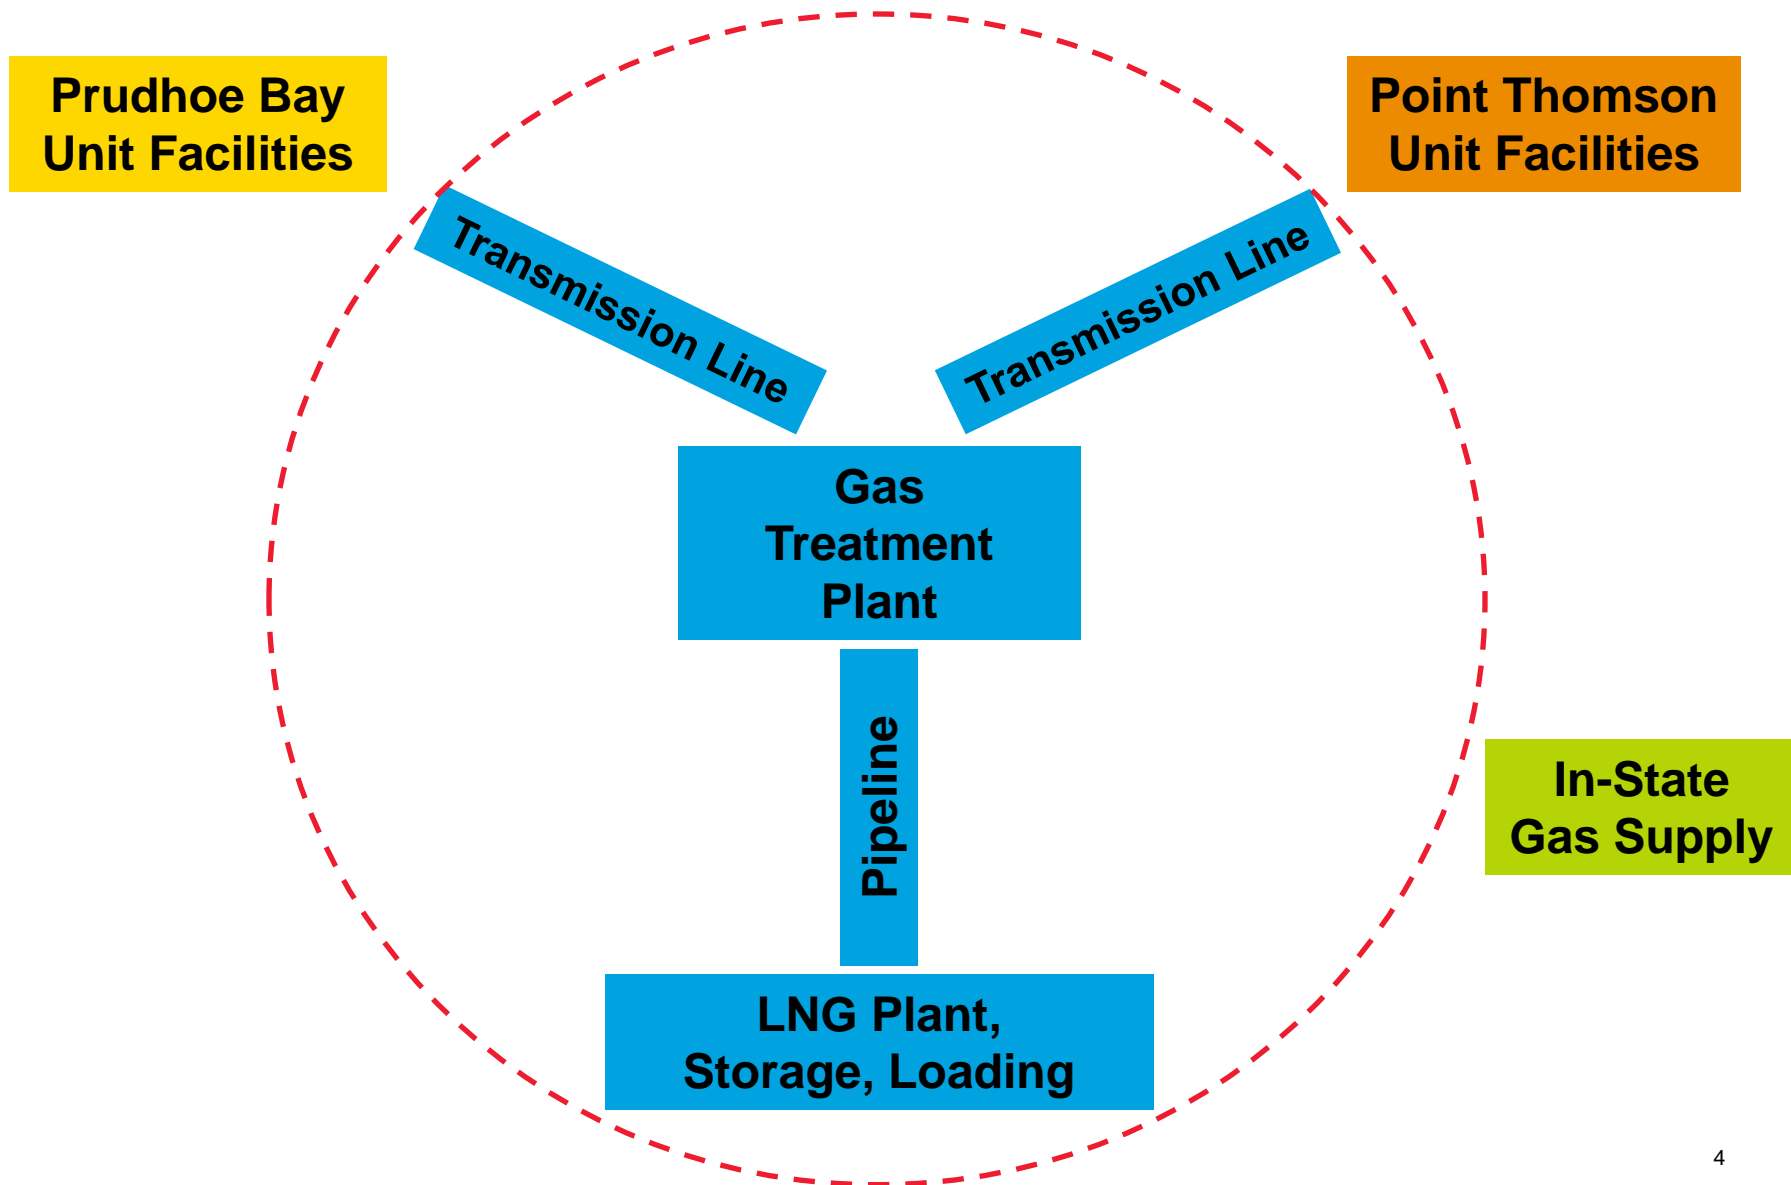 Prudhoe Bay
Unit Facilities
Point Thomson
Unit Facilities
Transmission Line
Transmission Line
Gas
Treatment
Plant
Pipeline
In-State
Gas Supply
LNG Plant,
Storage, Loading
4